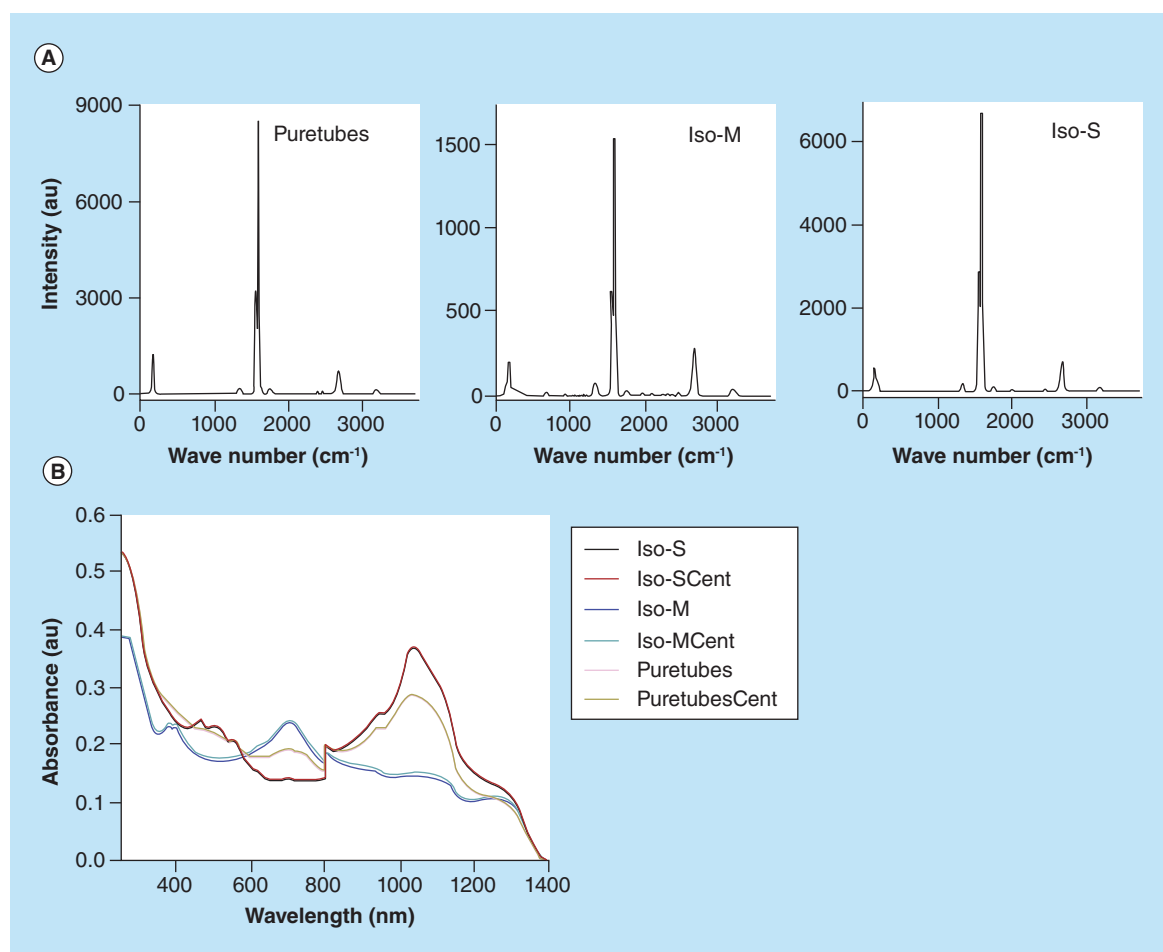 A
Puretubes
Iso-M
Iso-S
Intensity (au)
9000
6000
3000
0
1500
1000
500
0
6000
4000
2000
0
0 1000 2000 3000
0 1000 2000 3000
0 1000 2000 3000
Wave number (cm-1)
Wave number (cm-1)
Wave number (cm-1)
B
Absorbance (au)
0.6
0.5
0.4
0.3
0.2
0.1
0.0
400 600 800 1000 1200 1400
Wavelength (nm)
Iso-S
Iso-SCent
Iso-M
Iso-MCent
Puretubes
PuretubesCent